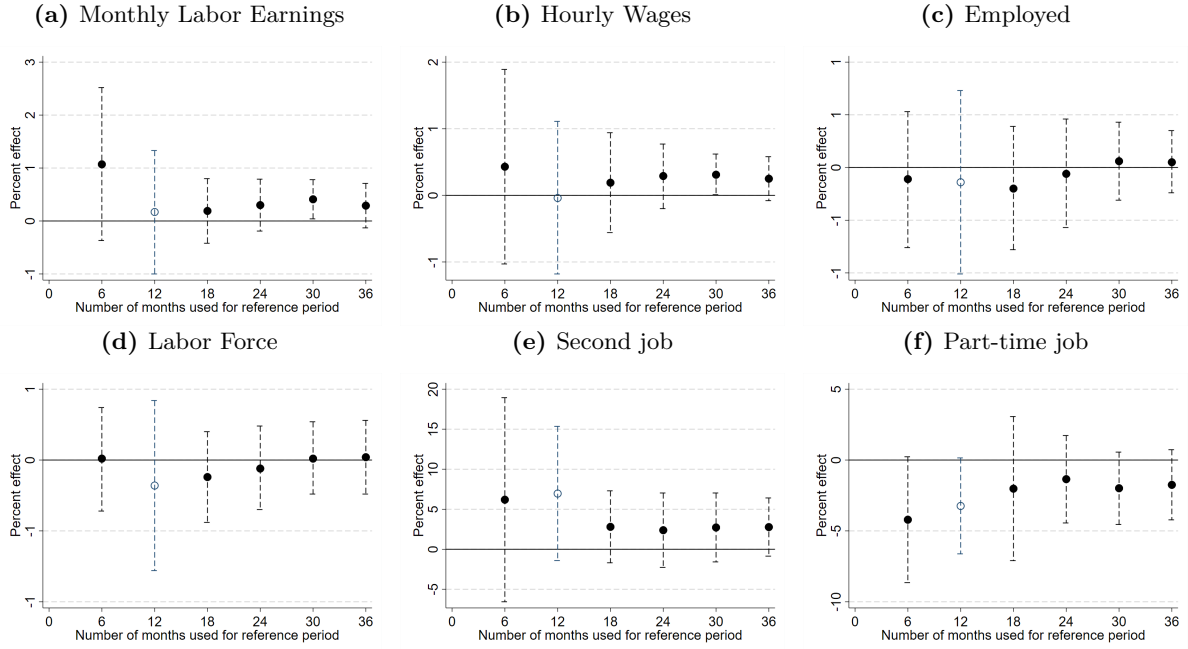 (a) Monthly Labor Earnings
Percent effect
3
2
1
0
-1
0 6 12 18 24 30 36
Number of months used for reference period
(b) Hourly Wages
Percent effect
2
1
0
-1
0 6 12 18 24 30 36
Number of months used for reference period
(c) Employed
Percent effect
1
1
0
-1
-1
0 6 12 18 24 30 36
Number of months used for reference period
(d) Labor Force
Percent effect
1
0
-1
-1
0 6 12 18 24 30 36
Number of months used for reference period
(e) Second job
Percent effect
20
15
10
5
0
-5
0 6 12 18 24 30 36
Number of months used for reference period
(f) Part-time job
Percent effect
5
0
-5
-10
0 6 12 18 24 30 36
Number of months used for reference period